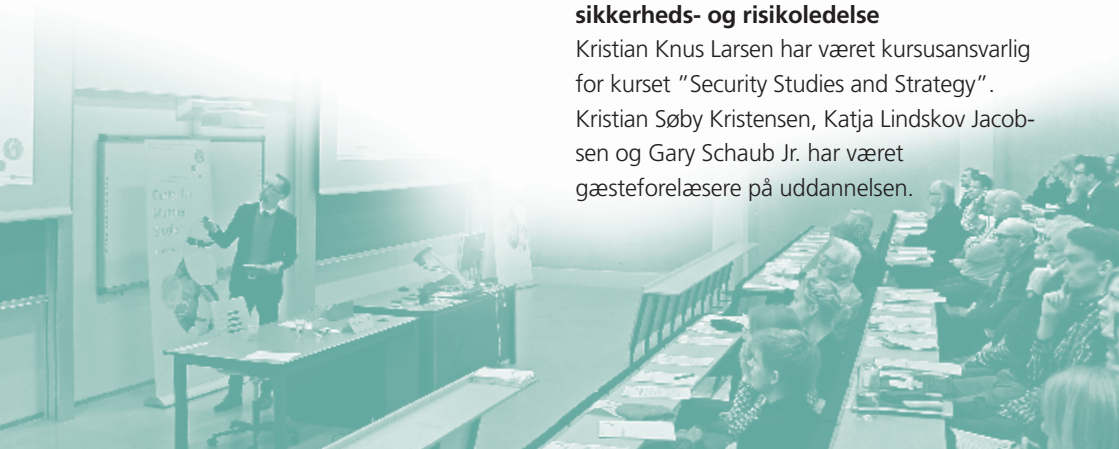 sikkerheds- og risikoledelse
Kristian Knus Larsen har været kursusansvarlig
for kurset ”Security Studies and Strategy”.
Kristian Søby Kristensen, Katja Lindskov Jacob-
sen og Gary Schaub Jr. har været
gæsteforelæsere på uddannelsen.